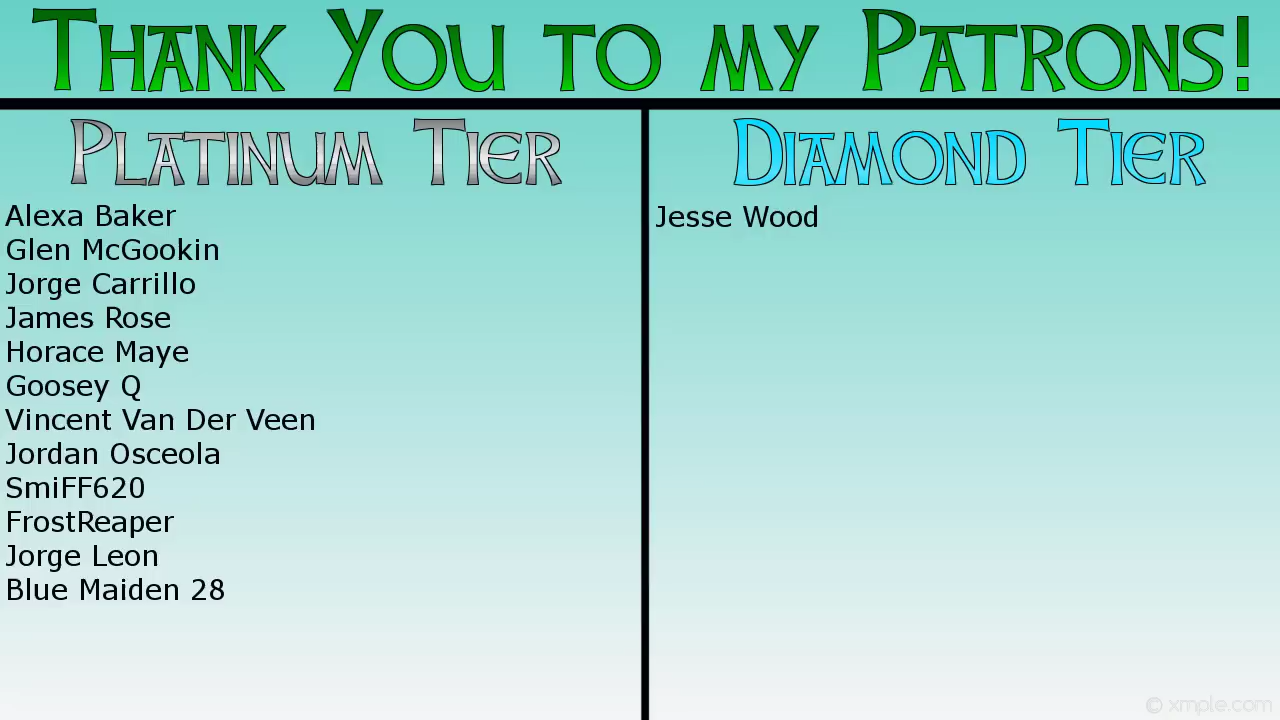 Thank You to my Patrons!
Platinum Tier
Alexa Baker
Glen McGookin
Jorge Carrillo
James Rose
Horace Maye
Goosey Q
Vincent Van Der Veen
Jordan Osceola
SmiFF620
FrostReaper
Jorge Leon
Blue Maiden 28
Diamond Tier
Jesse Wood
© xmple.com